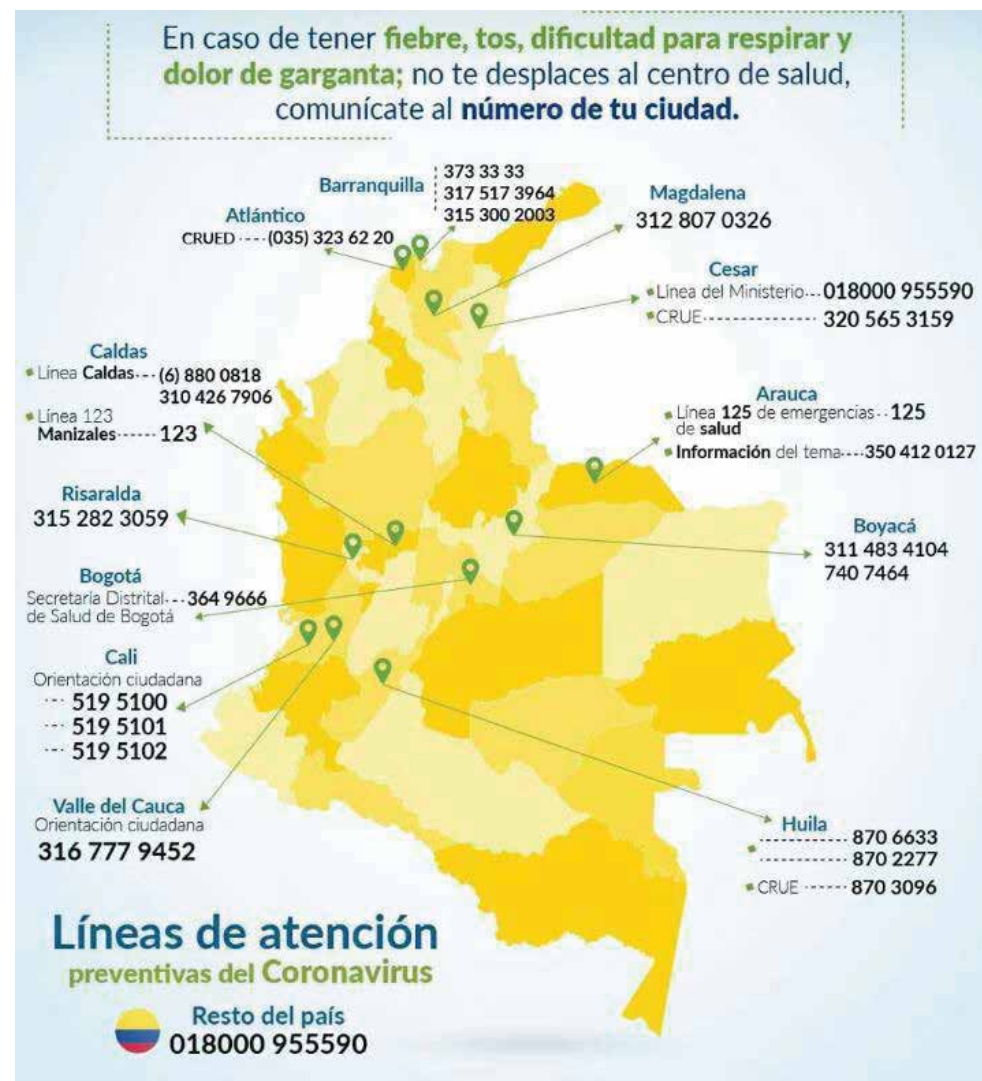 En caso de tener fiebre, tos, dificultad para respirar y
dolor de garganta; no te desplaces al centro de salud,
comunícate al número de tu ciudad.
Barranquilla
373 33 33
317 517 3964
315 300 2003
Atlántico
CRUED ---- (035) 323 62 20
Magdalena
312 807 0326
Cesar
Línea del Ministerio --- 018000 955590
CRUE ------------- 320 565 3159
Caldas
Línea Caldas --- (6) 880 0818
310 426 7906
Línea 123
Manizales ------ 123
Arauca
Línea 125 de emergencias -- 125
de salud
Información del tema ---- 350 412 0127
Risaralda
315 282 3059
Boyacá
311 483 4104
740 7464
Bogotá
Secretaría Distrital --- 364 9666
de Salud de Bogotá
Cali
Orientación ciudadana
--- 519 5100
--- 519 5101
--- 519 5102
Valle del Cauca
Orientación ciudadana
316 777 9452
Huila
------------- 870 6633
------------- 870 2277
CRUE ------ 870 3096
Líneas de atención
preventivas del Coronavirus
Resto del país
018000 955590